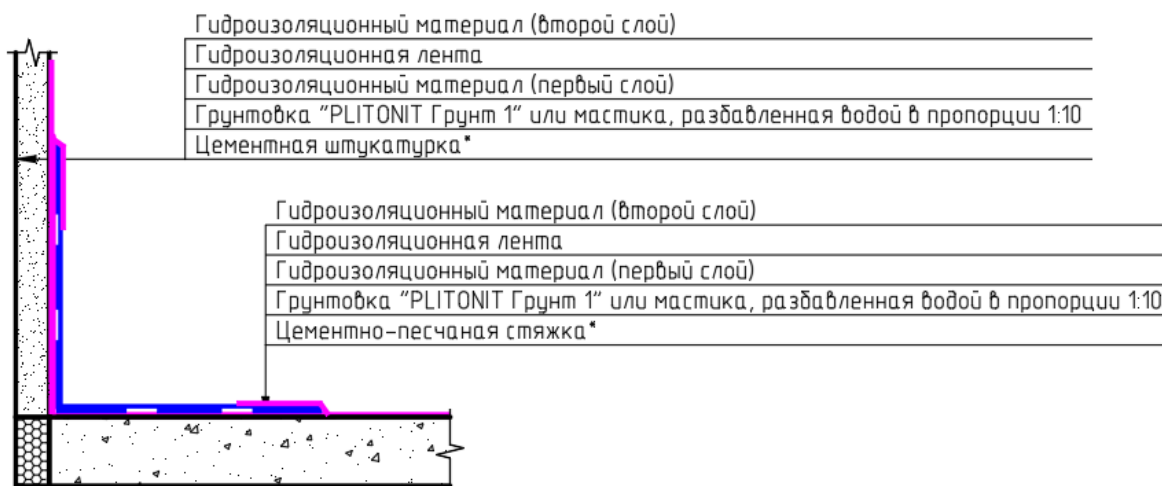 Гидроизоляционный материал (второй слой)
Гидроизоляционная лента
Гидроизоляционный материал (первый слой)
Грунтовка "PLITONIT Грунт 1" или мастика, разбавленная водой в пропорции 1:10
Цементная штукатурка*
Гидроизоляционный материал (второй слой)
Гидроизоляционная лента
Гидроизоляционный материал (первый слой)
Грунтовка "PLITONIT Грунт 1" или мастика, разбавленная водой в пропорции 1:10
Цементно-песчаная стяжка*